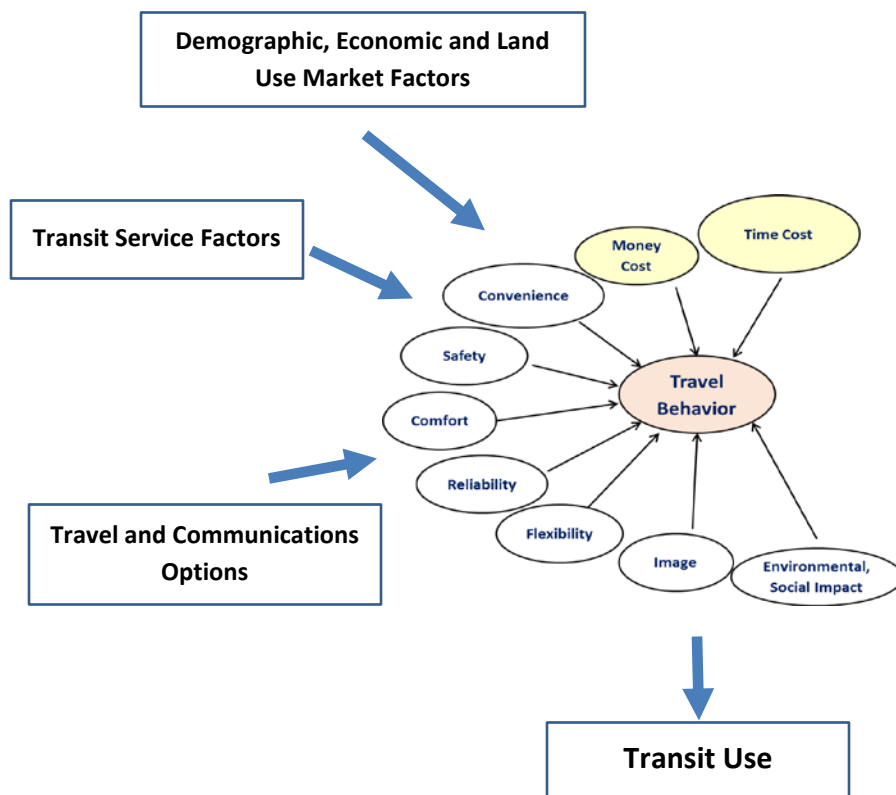 Demographic, Economic and Land
Use Market Factors
Transit Service Factors
Money
Cost
Time Cost
Convenience
Safety
Travel
Behavior
Comfort
Reliability
Flexibility
Travel and Communications
Options
Image
Environmental,
Social Impact
Transit Use